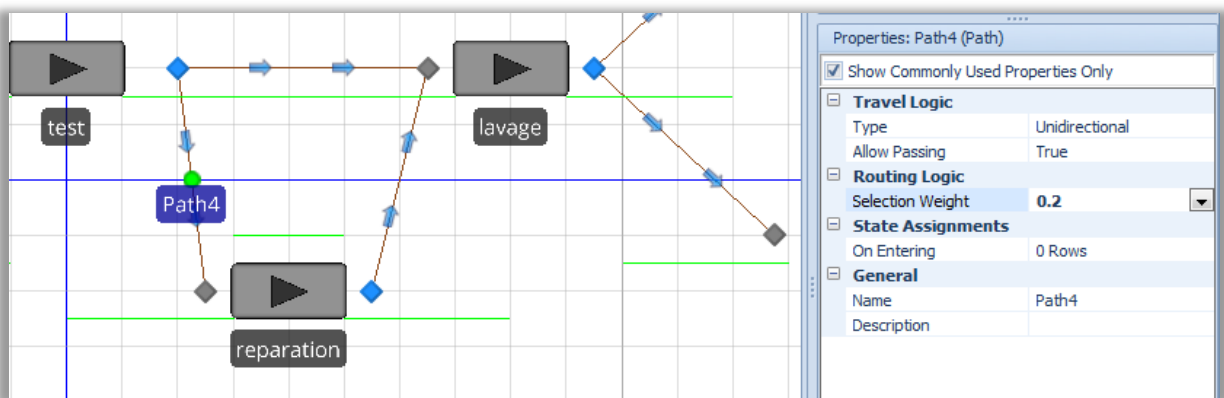 test
lavage
Path4
reparation
Properties: Path4 (Path)
Show Commonly Used Properties Only
Travel Logic
Type Unidirectional
Allow Passing True
Routing Logic
Selection Weight 0.2
State Assignments
On Entering 0 Rows
General
Name Path4
Description